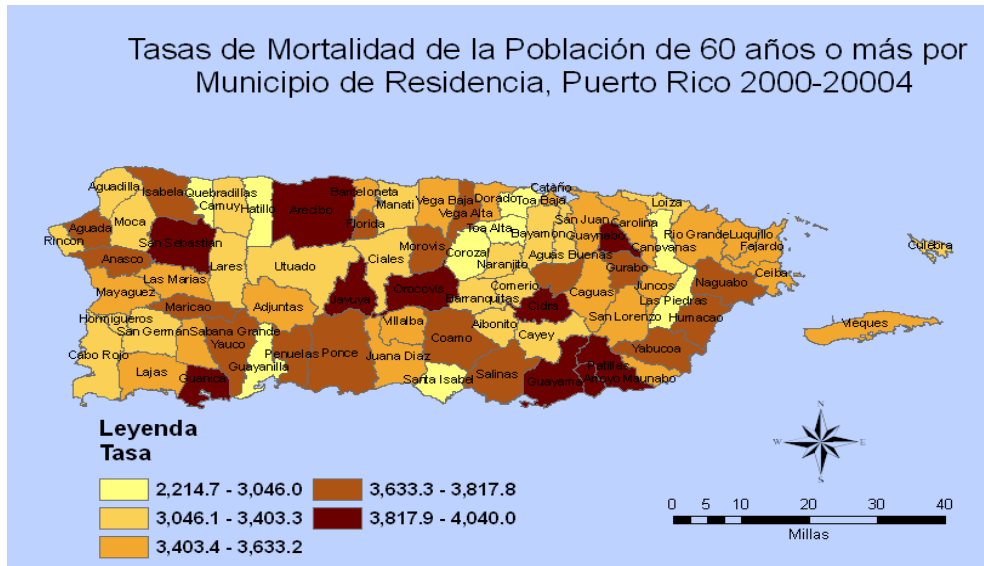 Tasas de Mortalidad de la Población de 60 años o más por
Municipio de Residencia, Puerto Rico 2000-20004
Aguadilla
Isabela
Quebradillas
Camuy
Hatillo
Arecibo
Barceloneta
Manati
Vega Baja
Dorado
Vega Alta
Toa Baja
Cataño
Loiza
Moca
Aguada
Rincon
San Sebastian
Florida
Toa Alta
Bayamon
San Juan
Guaynabo
Carolina
Canovanas
Rio Grande
Luquillo
Fajardo
Culebra
Anasco
Lares
Utuado
Ciales
Morovis
Corozal
Naranjito
Aguas Buenas
Gurabo
Juncos
Ceiba
Las Marias
Mayaguez
Maricao
Adjuntas
Jayuya
Orocovis
Barranquitas
Comerio
Cidra
Caguas
San Lorenzo
Las Piedras
Naguabo
Humacao
Hormigueros
San Germán
Sabana Grande
Yauco
Villalba
Aibonito
Cayey
Yabucoa
Vieques
Cabo Rojo
Lajas
Guanica
Guayanilla
Penuelas
Ponce
Juana Diaz
Coamo
Santa Isabel
Salinas
Guayama
Patillas
Arroyo
Maunabo
Leyenda
Tasa
2,214.7 - 3,046.0
3,046.1 - 3,403.3
3,403.4 - 3,633.2
3,633.3 - 3,817.8
3,817.9 - 4,040.0
N
W
E
S
0 5 10 20 30 40
Millas